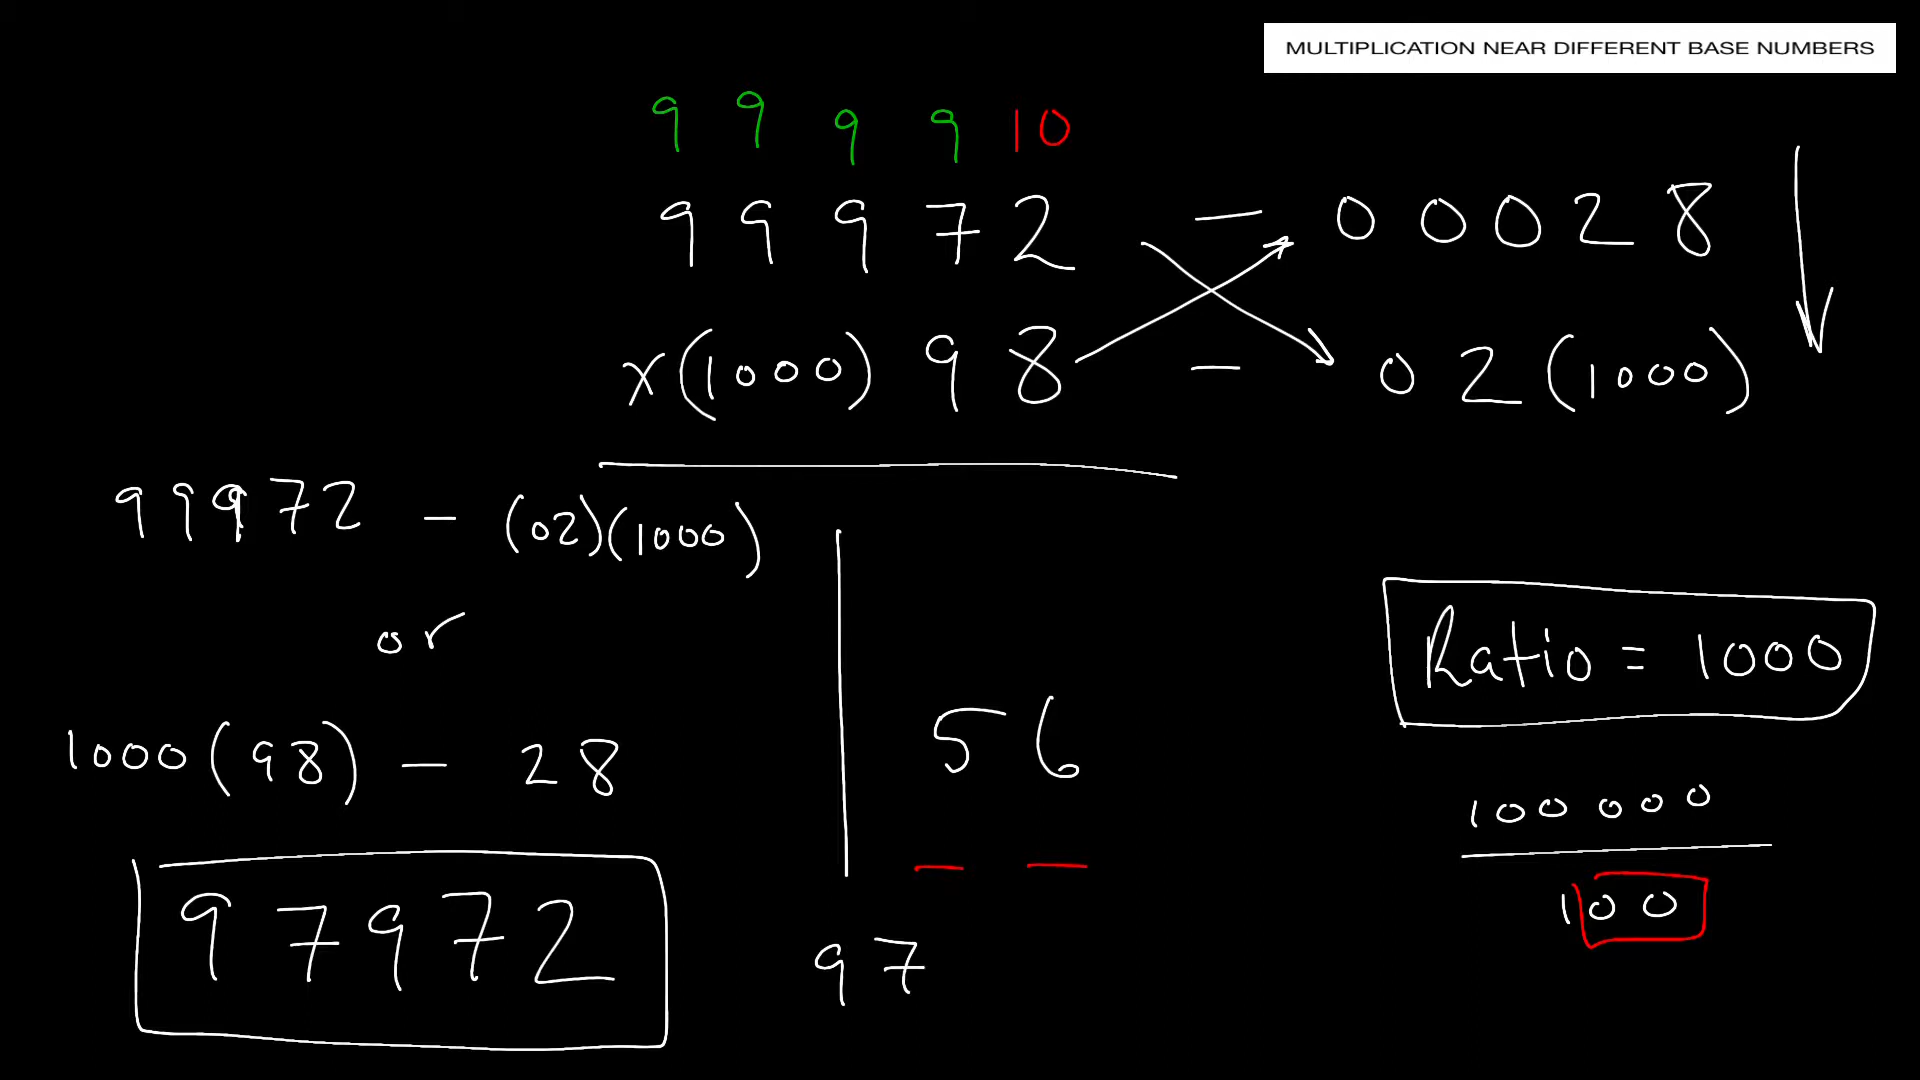 MULTIPLICATION NEAR DIFFERENT BASE NUMBERS
9 9 9 9 10
9 9 9 7 2 - 0 0 0 2 8
x(1000) 9 8 - 0 2 (1000)
99972 - (02)(1000)
or
Ratio = 1000
1000(98) - 28
56
100 000
100
97972
97